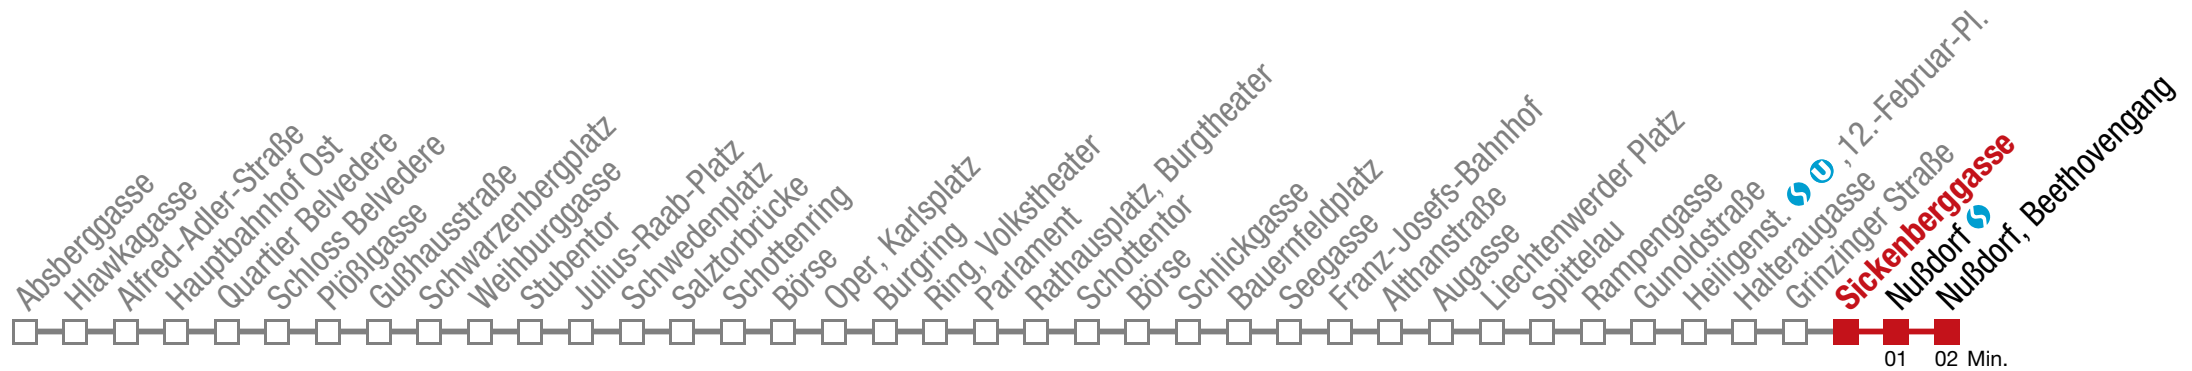 Absberggasse
Hlawkagasse
Alfred-Adler-Straße
Hauptbahnhof Ost
Quartier Belvedere
Schloss Belvedere
Plößlgasse
Gußhausstraße
Schwarzenbergplatz
Weihburggasse
Stubentor
Julius-Raab-Platz
Schwedenplatz
Salztorbrücke
Schottenring
Börse
Oper, Karlsplatz
Burgring
Ring, Volkstheater
Parlament
Rathausplatz, Burgtheater
Schottentor
Börse
Schlickgasse
Bauernfeldplatz
Seegasse
Franz-Josefs-Bahnhof
Althanstraße
Augasse
Liechtenwerder Platz
Spittelau
Rampengasse
Gunoldstraße
Heiligenst. S U , 12.-Februar-Pl.
Halteraugasse
Grinzinger Straße
Sickenberggasse
Nußdorf S
Nußdorf, Beethovengang
01 02 Min.